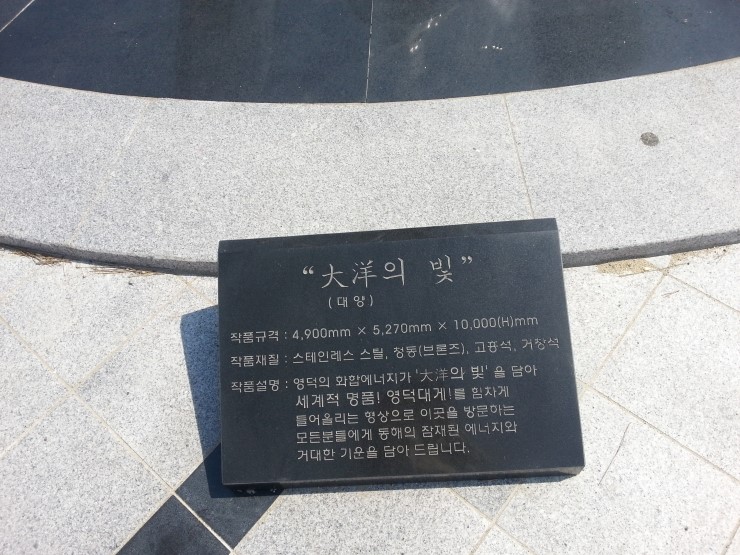 “大洋의 빛”
(대양)
작품규격 : 4,900mm × 5,270mm × 10,000(H)mm
작품재질 : 스테인레스 스틸, 청동(브론즈), 고흥석, 거창석
작품설명 : 영덕의 화합에너지가 '大洋의 빛' 을 담아
세계적 명품! 영덕대게!를 힘차게
들어올리는 형상으로 이곳을 방문하는
모든분들에게 동해의 잠재된 에너지와
거대한 기운을 담아 드립니다.